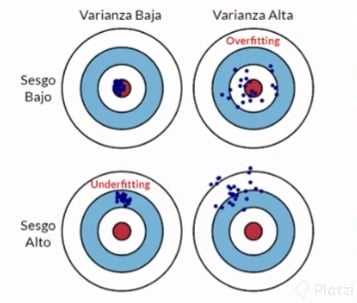 Varianza Baja
Varianza Alta
Sesgo
Bajo
Overfitting
Sesgo
Alto
Underfitting
Platzi